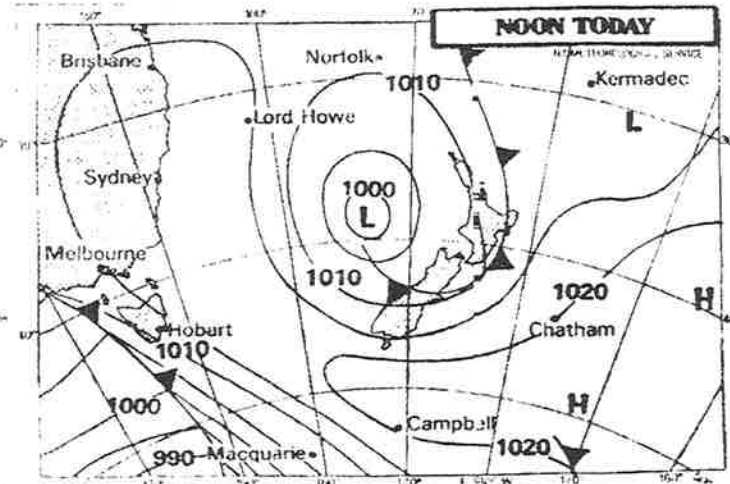 NOON TODAY
SERVICE
Brisbane
Norfolk
1010
Kermadec
Lord Howe
L
Sydney
1000
L
Melbourne
1010
1020
H
Hobart
Chatham
1010
H
1000
Campbell
1020
990
Macquarie